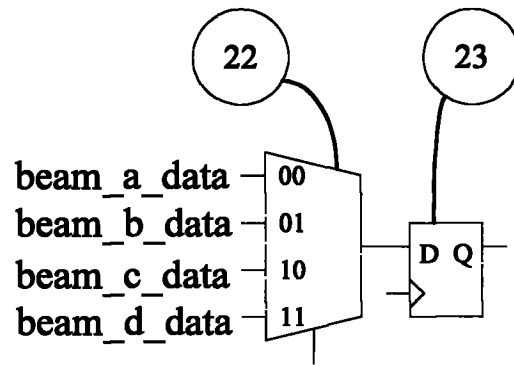 22 23
beam_a_data 00
beam_b_data 01
D Q
beam_c_data 10
beam_d_data 11